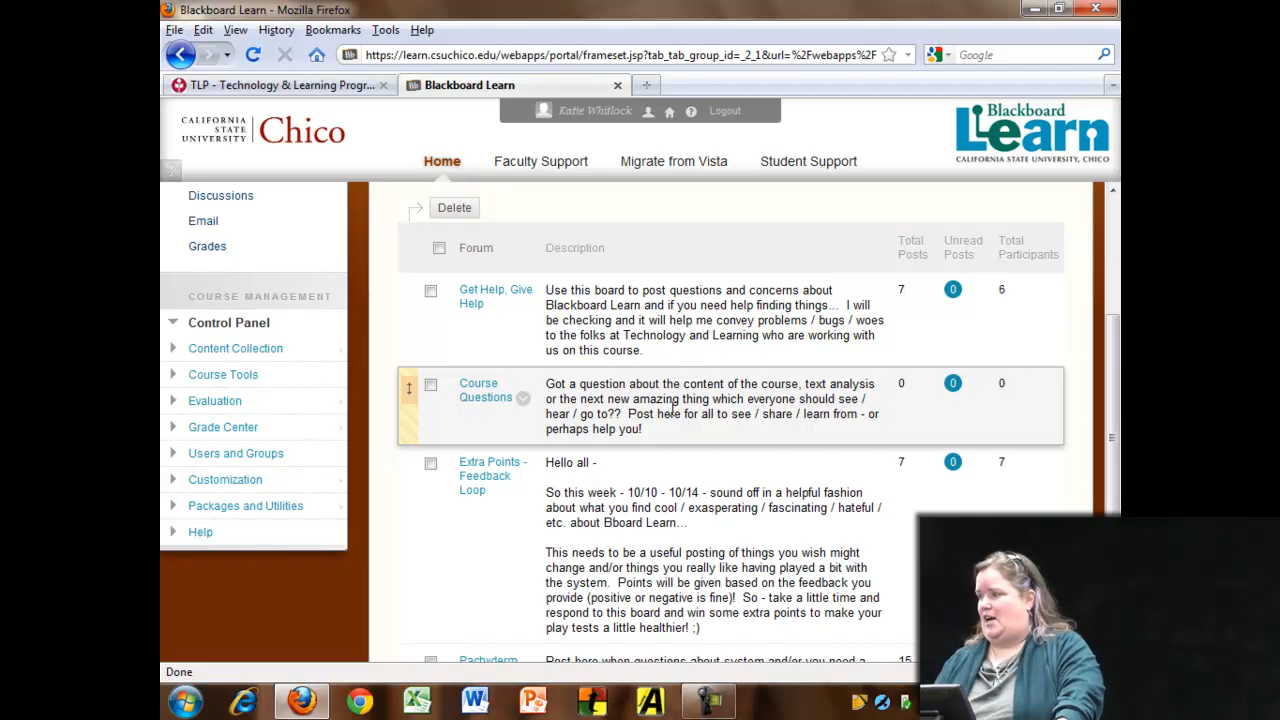 Blackboard Learn - Mozilla Firefox
File Edit View History Bookmarks Tools Help
https://learn.csuchico.edu/webapps/portal/frameset.jsp?tab_tab_group_id=_2_1&url=%2Fwebapps%2F
Google
TLP - Technology & Learning Progr...
Blackboard Learn
CALIFORNIA
STATE
UNIVERSITY,
Chico
Katie Whitlock
Logout
Blackboard
Learn
CALIFORNIA STATE UNIVERSITY, CHICO
Home
Faculty Support
Migrate from Vista
Student Support
Discussions
Email
Grades
COURSE MANAGEMENT
Control Panel
Content Collection
Course Tools
Evaluation
Grade Center
Users and Groups
Customization
Packages and Utilities
Help
Delete
Forum
Description
Total
Posts
Unread
Posts
Total
Participants
Get Help, Give
Help
Use this board to post questions and concerns about
Blackboard Learn and if you need help finding things... I will
be checking and it will help me convey problems / bugs / woes
to the folks at Technology and Learning who are working with
us on this course.
7
0
6
Course
Questions
Got a question about the content of the course, text analysis
or the next new amazing thing which everyone should see /
hear / go to?? Post here for all to see / share / learn from - or
perhaps help you!
0
0
0
Extra Points -
Feedback
Loop
Hello all -
So this week - 10/10 - 10/14 - sound off in a helpful fashion
about what you find cool / exasperating / fascinating / hateful /
etc. about Bboard Learn...
This needs to be a useful posting of things you wish might
change and/or things you really like having played a bit with
the system. Points will be given based on the feedback you
provide (positive or negative is fine)! So - take a little time and
respond to this board and win some extra points to make your
play tests a little healthier! ;)
7
0
7
Pachyderm
Post here when questions about system and/or you need a
15
Done